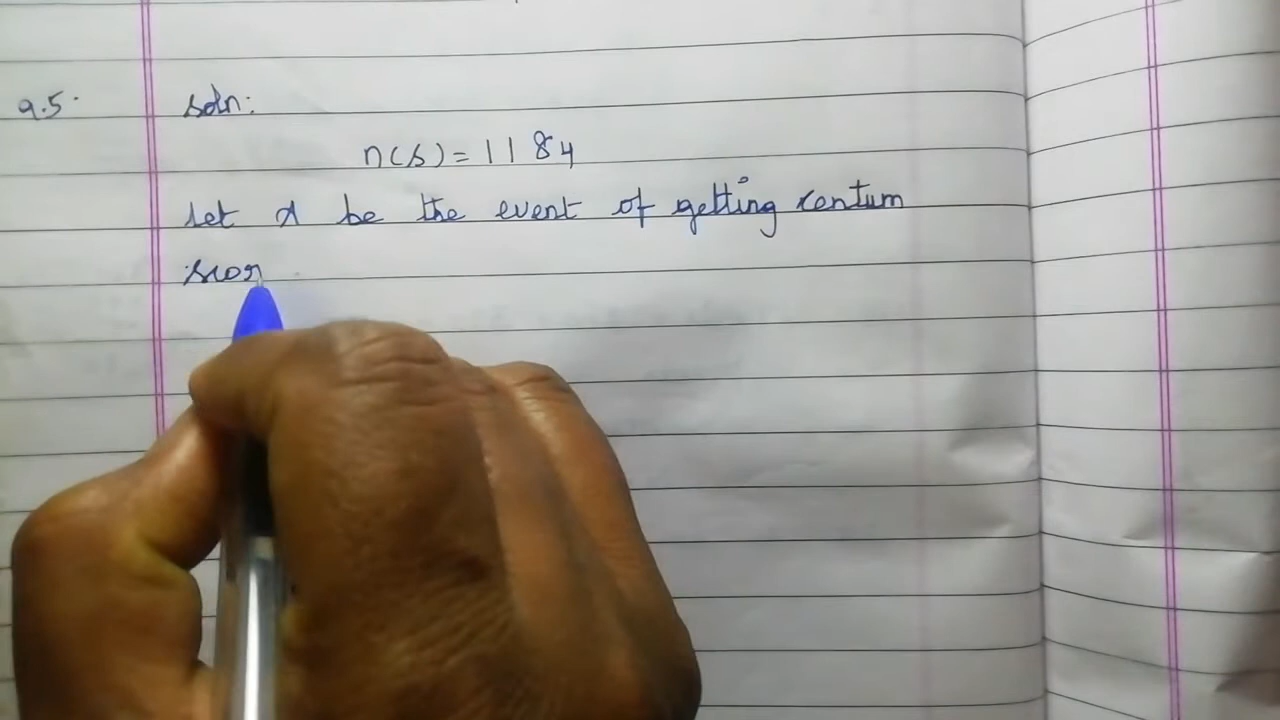 9.5.
soln:
n(s) = 1184
Let A be the event of getting centum
scor